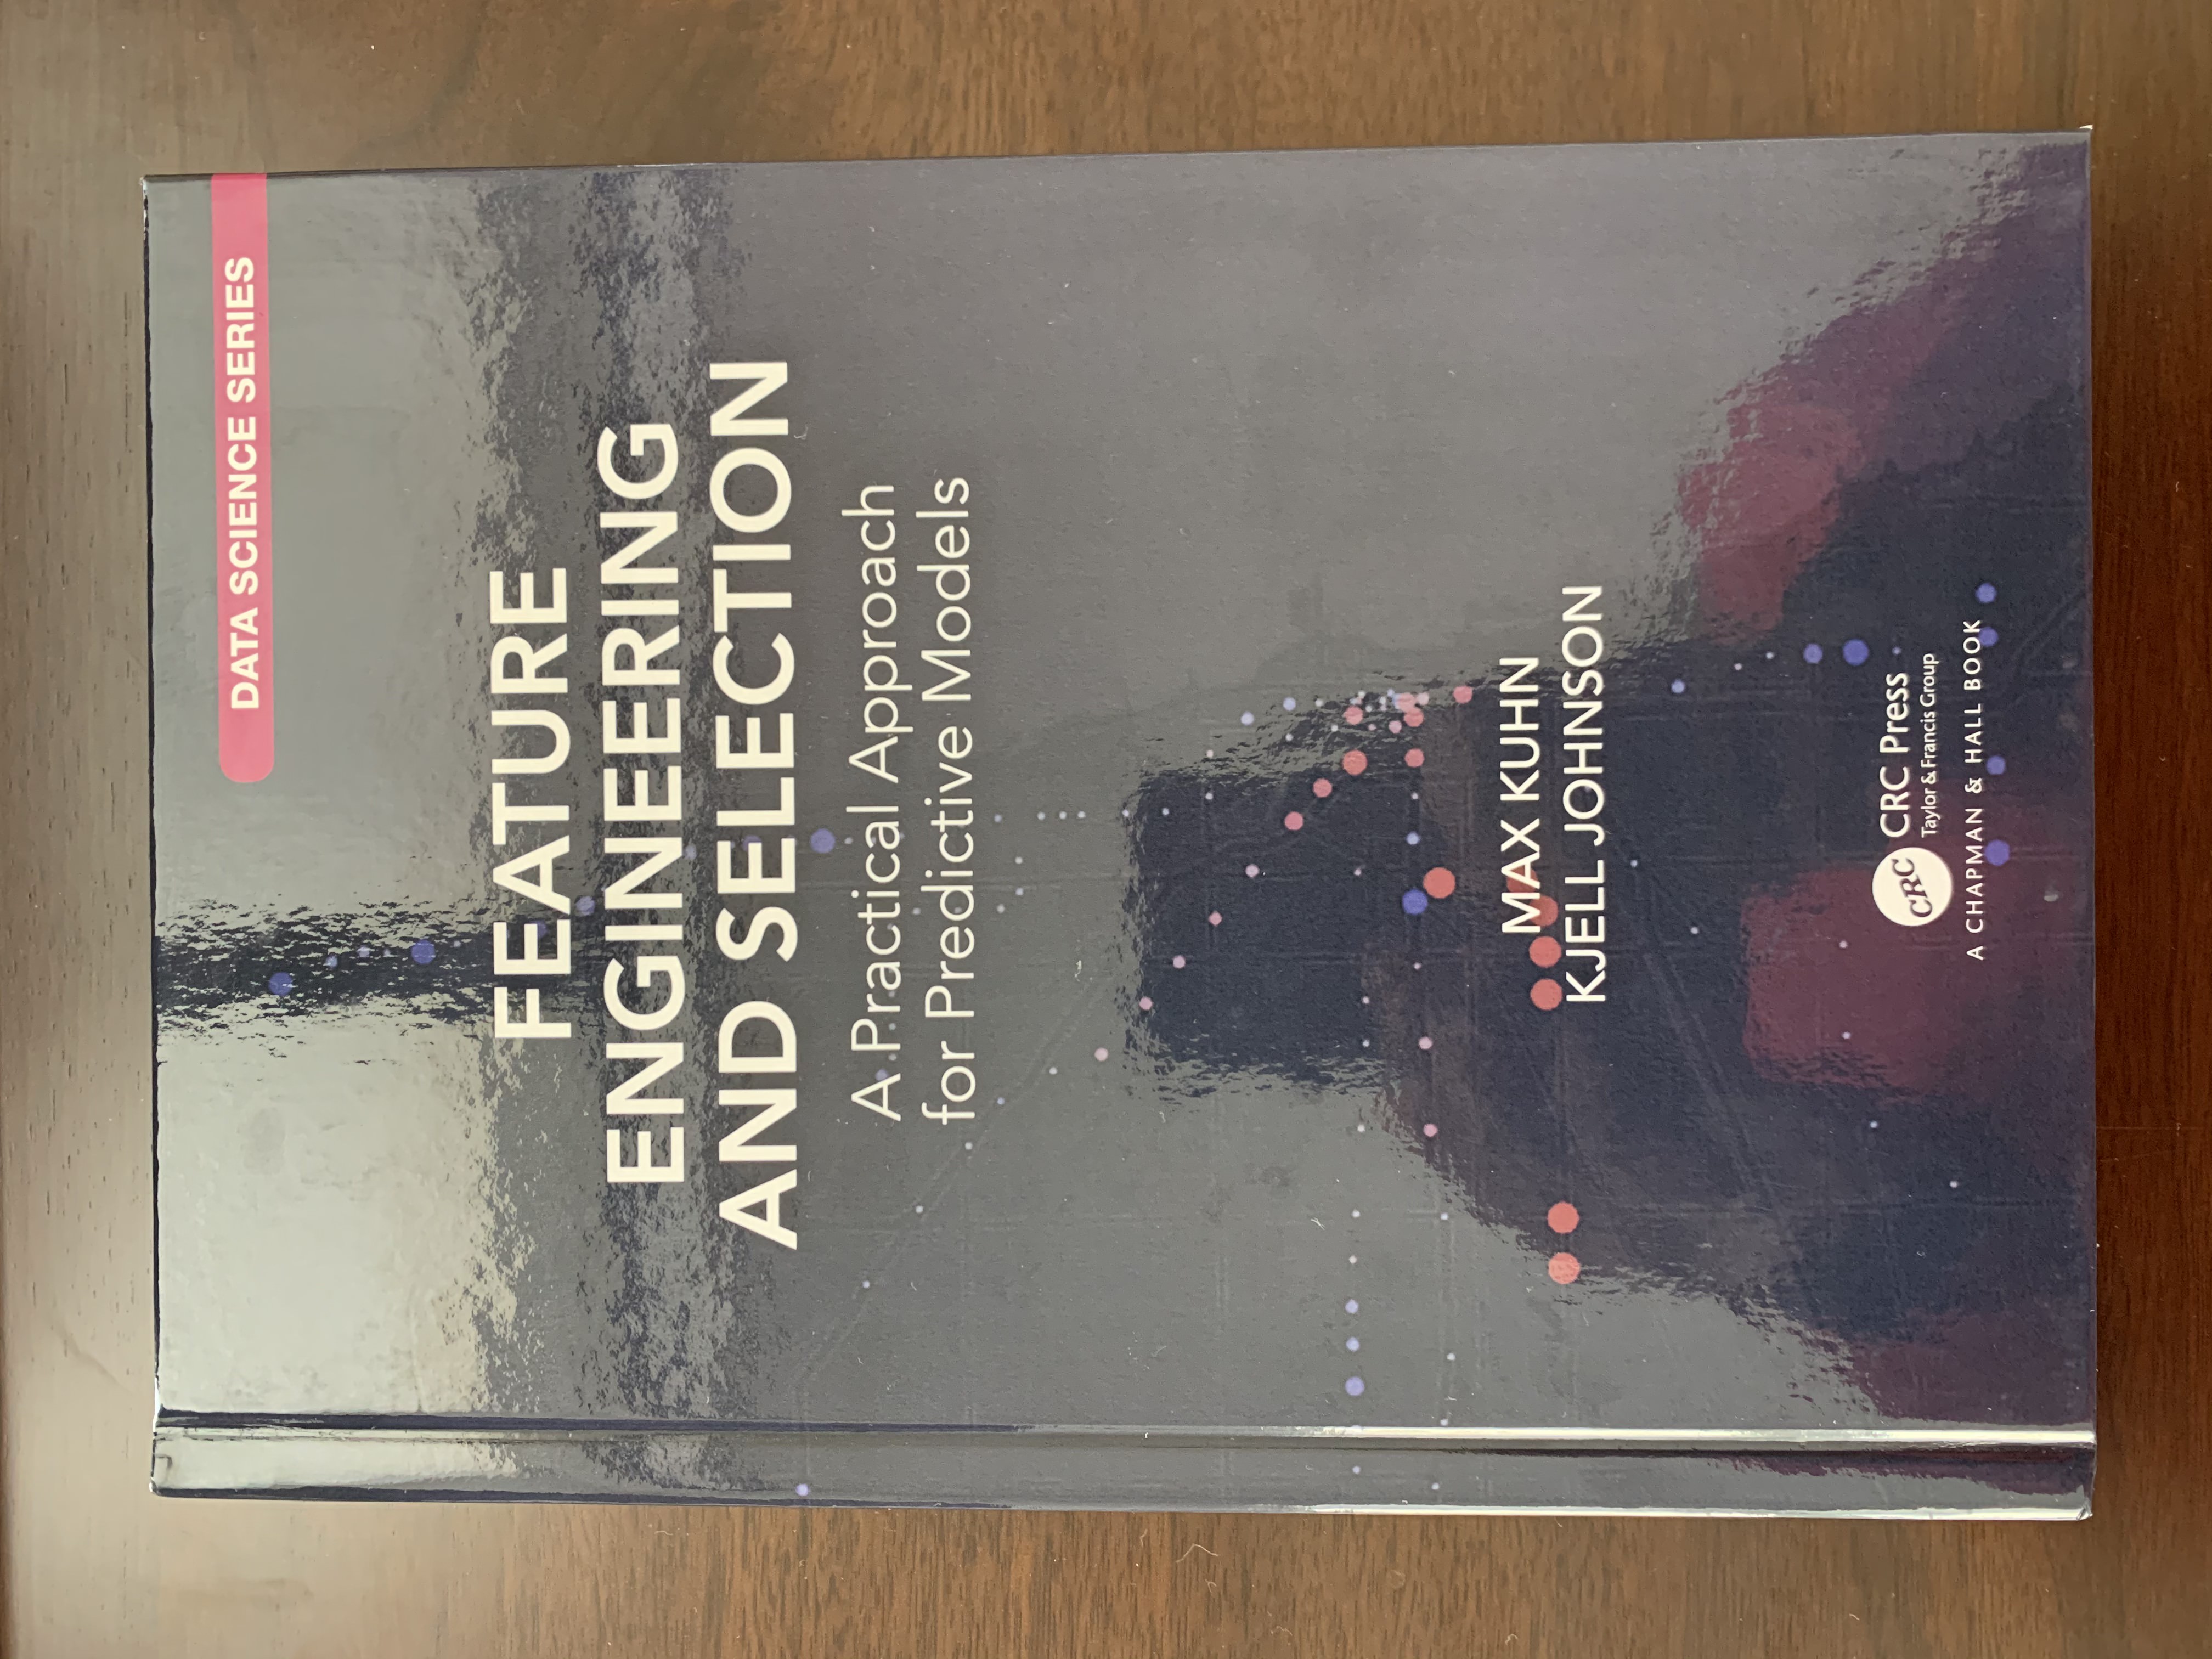 DATA SCIENCE SERIES
FEATURE
ENGINEERING
AND SELECTION
A Practical Approach
for Predictive Models
MAX KUHN
KJELL JOHNSON
CRC
CRC Press
Taylor & Francis Group
A CHAPMAN & HALL BOOK